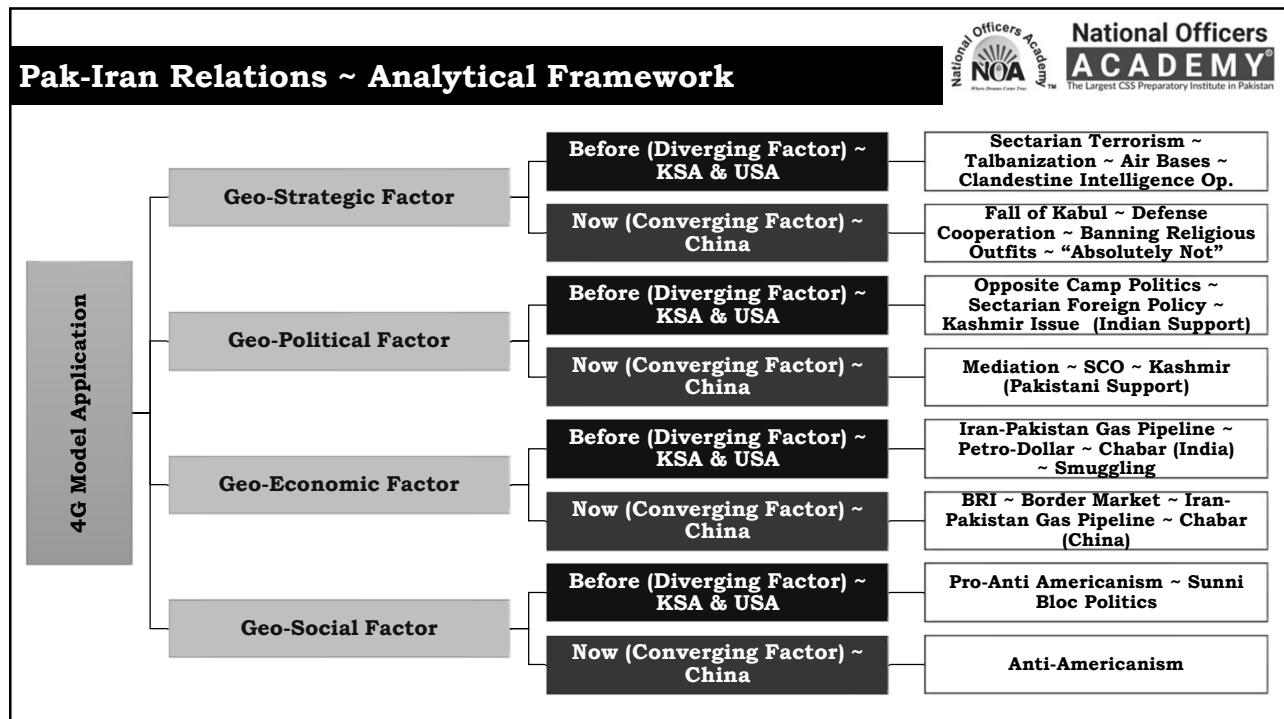 Pak-Iran Relations ~ Analytical Framework
National Officers Academy
NOA
Where Dreams Come True
TM
National Officers
ACADEMY®
The Largest CSS Preparatory Institute in Pakistan
4G Model Application
Geo-Strategic Factor
Before (Diverging Factor) ~
KSA & USA
Sectarian Terrorism ~
Talbanization ~ Air Bases ~
Clandestine Intelligence Op.
Now (Converging Factor) ~
China
Fall of Kabul ~ Defense
Cooperation ~ Banning Religious
Outfits ~ “Absolutely Not”
Geo-Political Factor
Before (Diverging Factor) ~
KSA & USA
Opposite Camp Politics ~
Sectarian Foreign Policy ~
Kashmir Issue (Indian Support)
Now (Converging Factor) ~
China
Mediation ~ SCO ~ Kashmir
(Pakistani Support)
Geo-Economic Factor
Before (Diverging Factor) ~
KSA & USA
Iran-Pakistan Gas Pipeline ~
Petro-Dollar ~ Chabar (India)
~ Smuggling
Now (Converging Factor) ~
China
BRI ~ Border Market ~ Iran-
Pakistan Gas Pipeline ~ Chabar
(China)
Geo-Social Factor
Before (Diverging Factor) ~
KSA & USA
Pro-Anti Americanism ~ Sunni
Bloc Politics
Now (Converging Factor) ~
China
Anti-Americanism